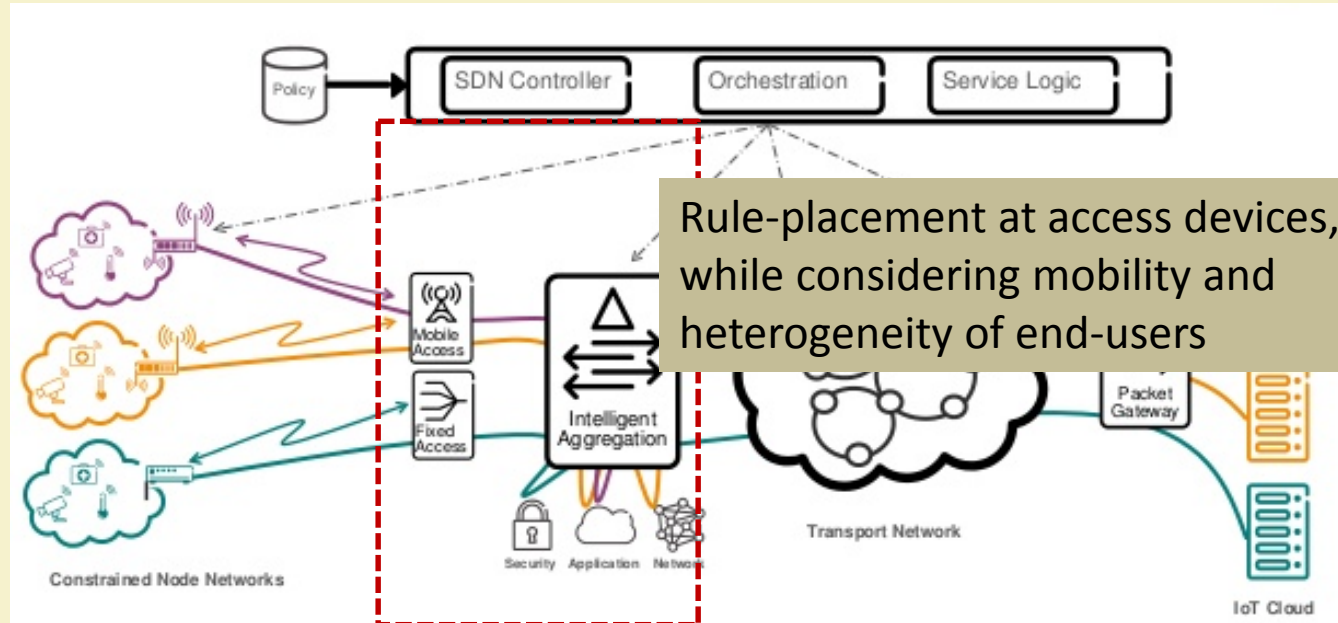 Policy
SDN Controller
Orchestration
Service Logic
Rule-placement at access devices,
while considering mobility and
heterogeneity of end-users
Mobile
Access
Fixed
Access
Intelligent
Aggregation
Packet
Gateway
Security
Application
Network
Transport Network
Constrained Node Networks
IoT Cloud